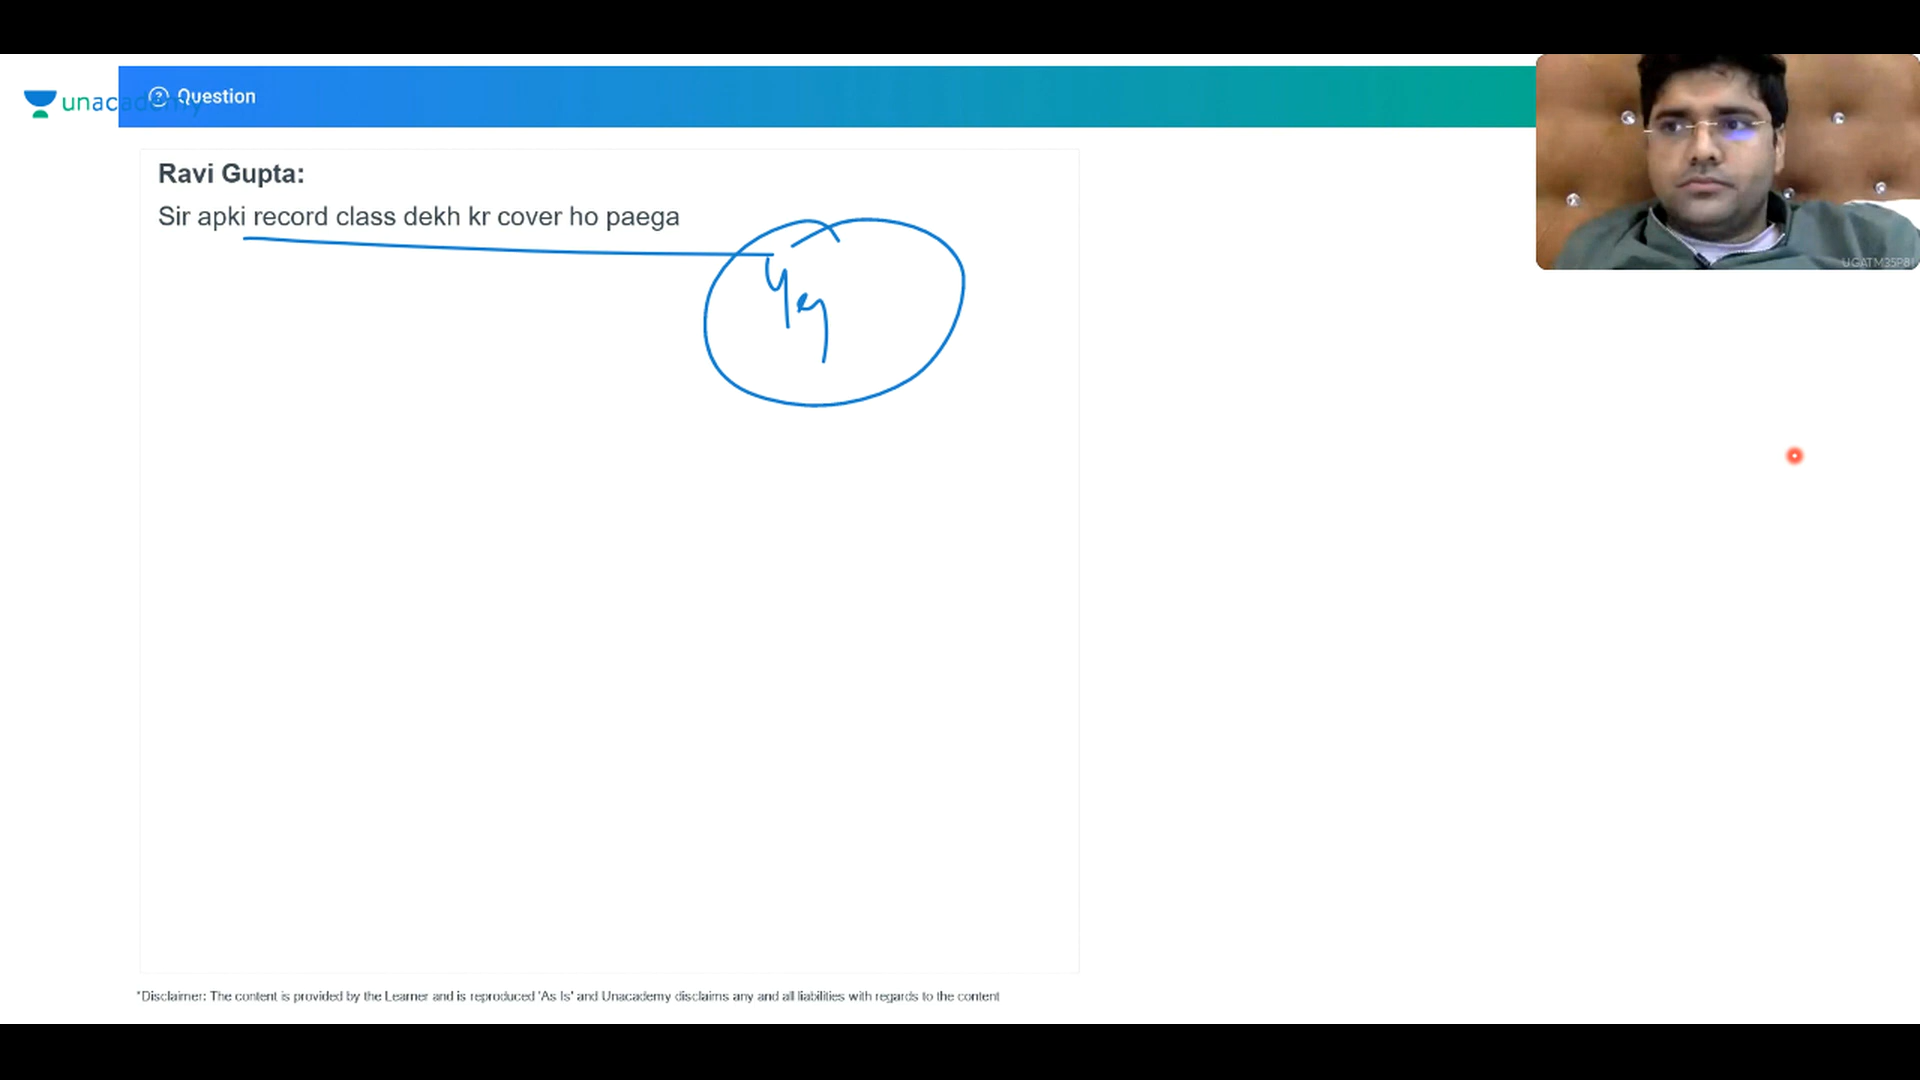 unacademy
Question
Ravi Gupta:
Sir apki record class dekh kr cover ho paega
Yes
UGATM35P8I
*Disclaimer: The content is provided by the Learner and is reproduced 'As Is' and Unacademy disclaims any and all liabilities with regards to the content